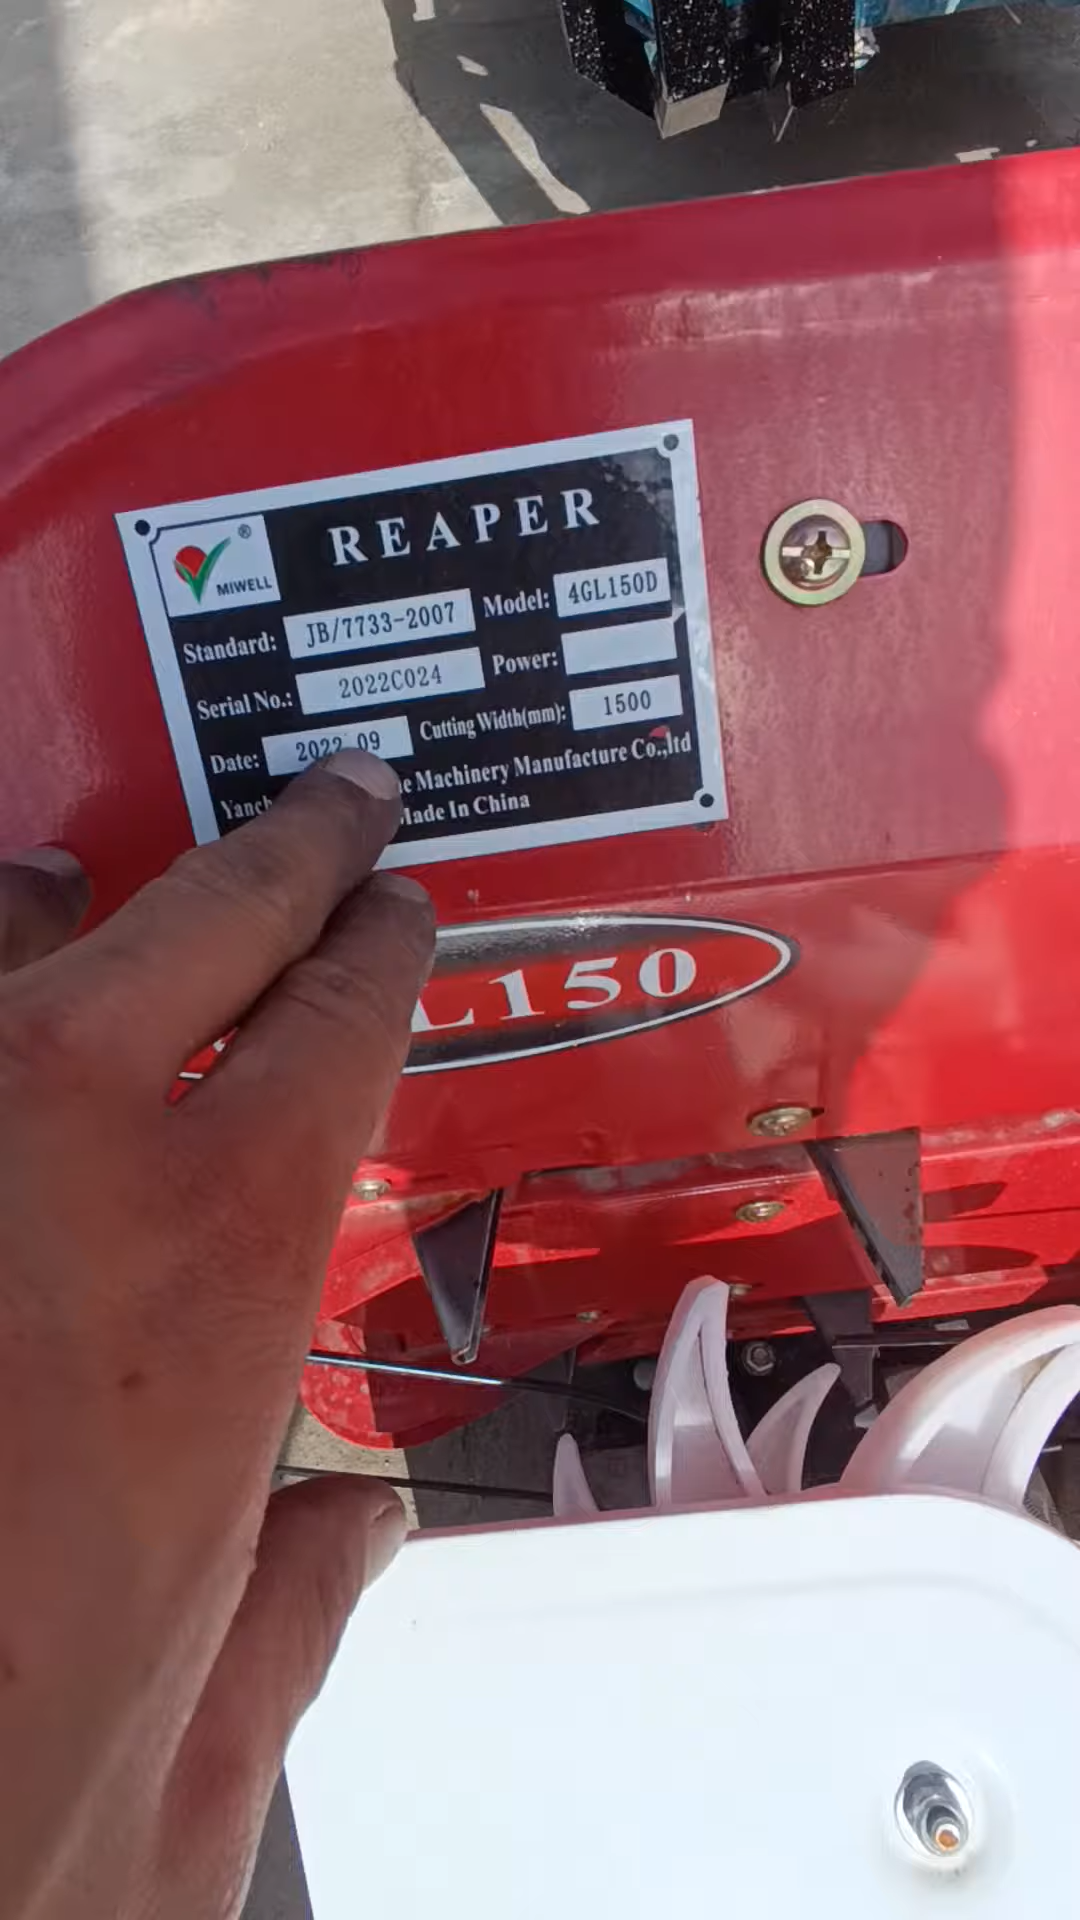 REAPER
® MIWELL
Standard: JB/7733-2007 Model: 4GL150D
Serial No.: 2022C024 Power:
Date: 2022 09 Cutting Width(mm): 1500
Machinery Manufacture Co.,ltd
Made In China
L150